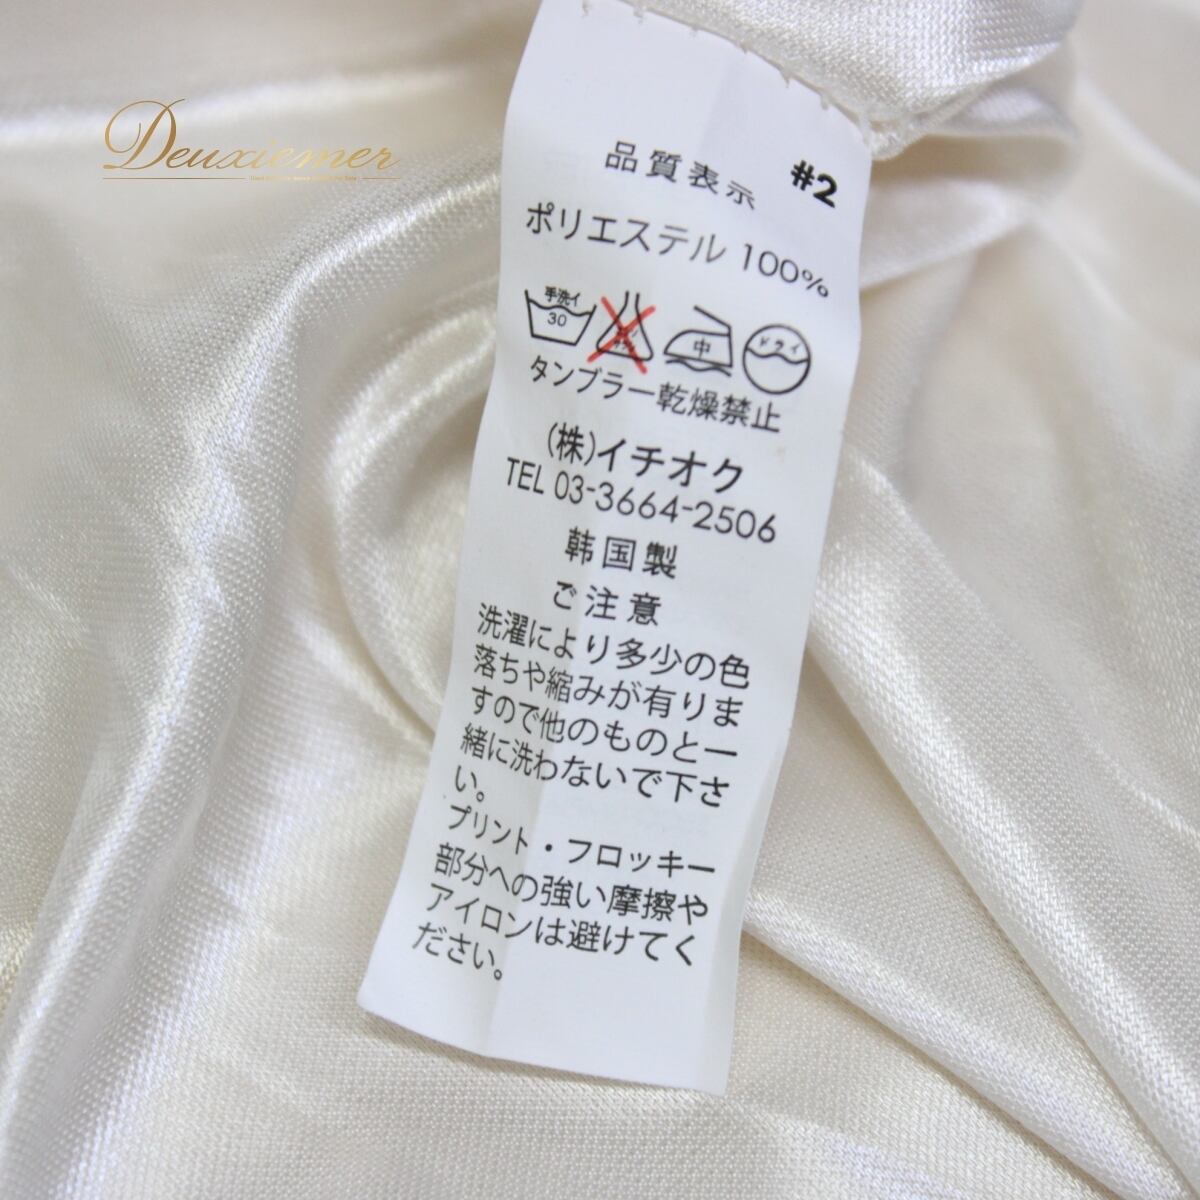 Deuxiemer
品質表示 #2
ポリエステル 100%
手洗イ
30
中
ドライ
タンブラー乾燥禁止
(株)イチオク
TEL 03-3664-2506
韩国製
ご注意
洗濯により多少の色
落ちや縮みが有りま
すので他のものと一
緒に洗わないで下さ
い。
プリント・フロッキー
部分への強い摩擦や
アイロンは避けてく
ださい。